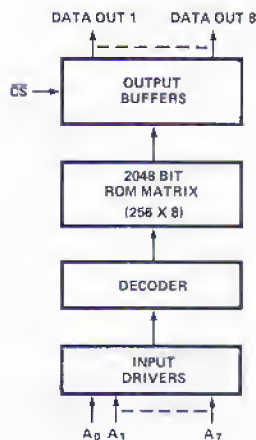 DATA OUT 1 DATA OUT 8
OUTPUT
BUFFERS
CS
2048 BIT
ROM MATRIX
(256 X 8)
DECODER
INPUT
DRIVERS
A0 A1 A7